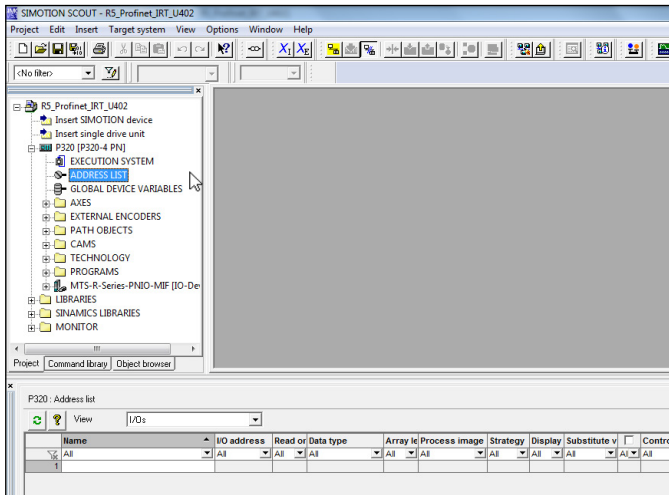 SIMOTION SCOUT - R5_Profinet_IRT_U402
Project Edit Insert Target system View Options Window Help
<No filter>
R5_Profinet_IRT_U402
Insert SIMOTION device
Insert single drive unit
P320 [P320-4 PN]
EXECUTION SYSTEM
ADDRESS LIST
GLOBAL DEVICE VARIABLES
AXES
EXTERNAL ENCODERS
PATH OBJECTS
CAMS
TECHNOLOGY
PROGRAMS
MTS-R-Series-PNIO-MIF [IO-De
LIBRARIES
SINAMICS LIBRARIES
MONITOR
Project Command library Object browser
P320 : Address list
View I/Os
Name I/O address Read or Data type Array le Process image Strategy Display Substitute v Contro
All All All All All All All All All Al All
1